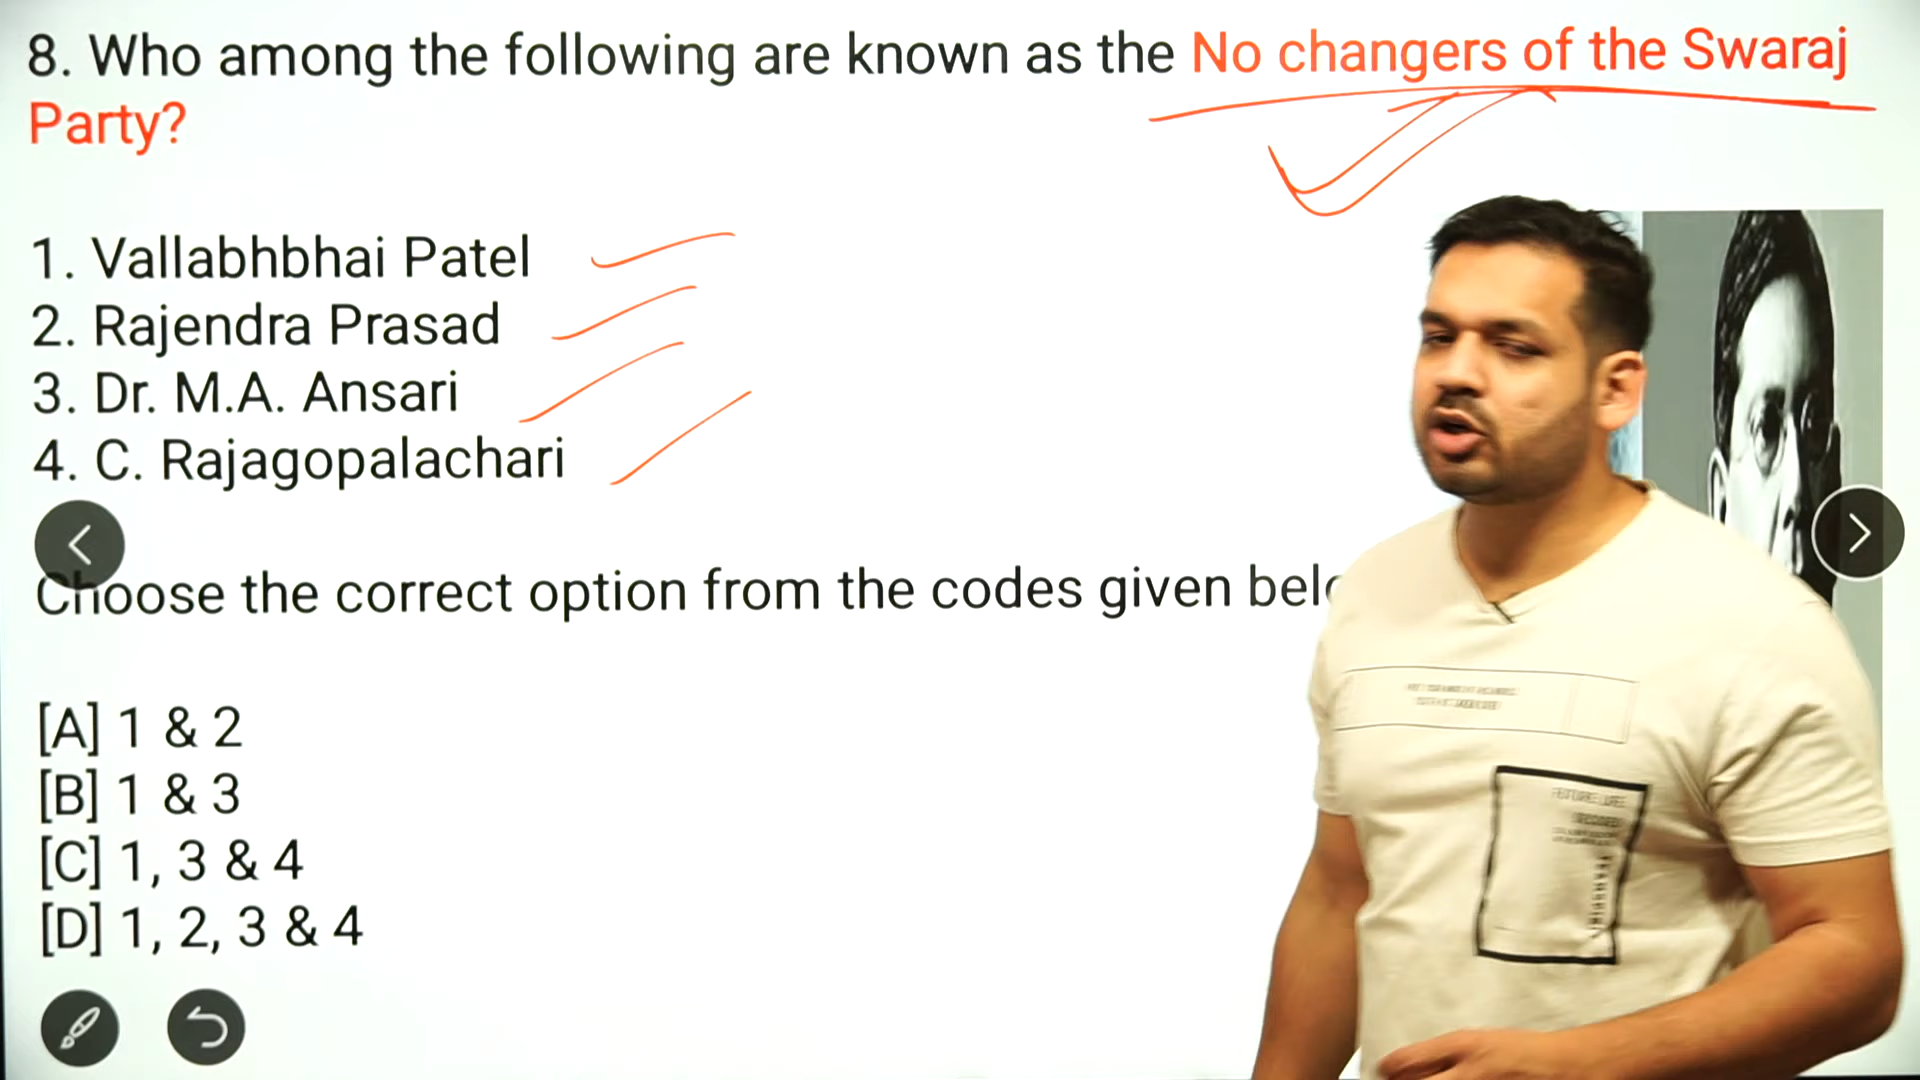 8. Who among the following are known as the No changers of the Swaraj
Party?
1. Vallabhbhai Patel
2. Rajendra Prasad
3. Dr. M.A. Ansari
4. C. Rajagopalachari
Choose the correct option from the codes given
[A] 1 & 2
[B] 1 & 3
[C] 1, 3 & 4
[D] 1, 2, 3 & 4